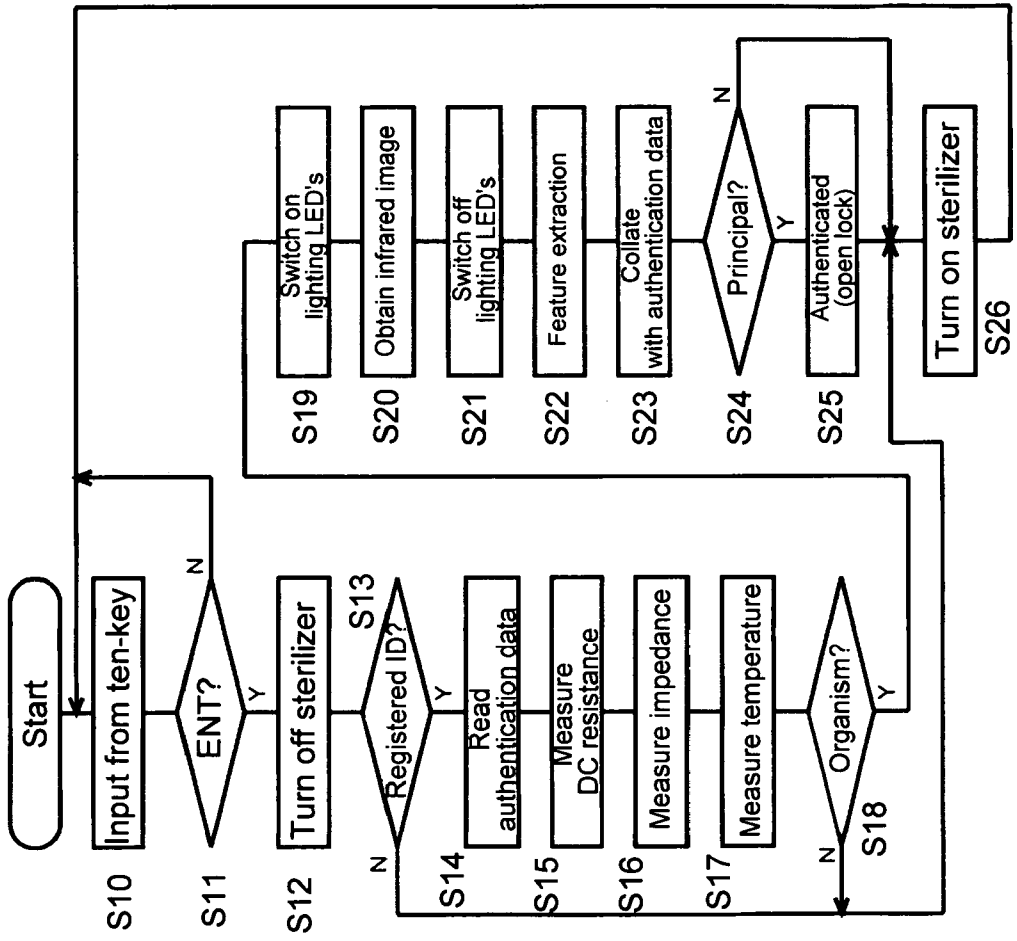 Start
S10
Input from ten-key
S11
ENT?
N
Y
S12
Turn off sterilizer
S13
Registered ID?
N
Y
S14
Read
authentication data
S15
Measure
DC resistance
S16
Measure impedance
S17
Measure temperature
Organism?
S18
N
Y
S19
Switch on
lighting LED's
S20
Obtain infrared image
S21
Switch off
lighting LED's
S22
Feature extraction
S23
Collate
with authentication data
S24
Principal?
N
Y
S25
Authenticated
(open lock)
Turn on sterilizer
S26